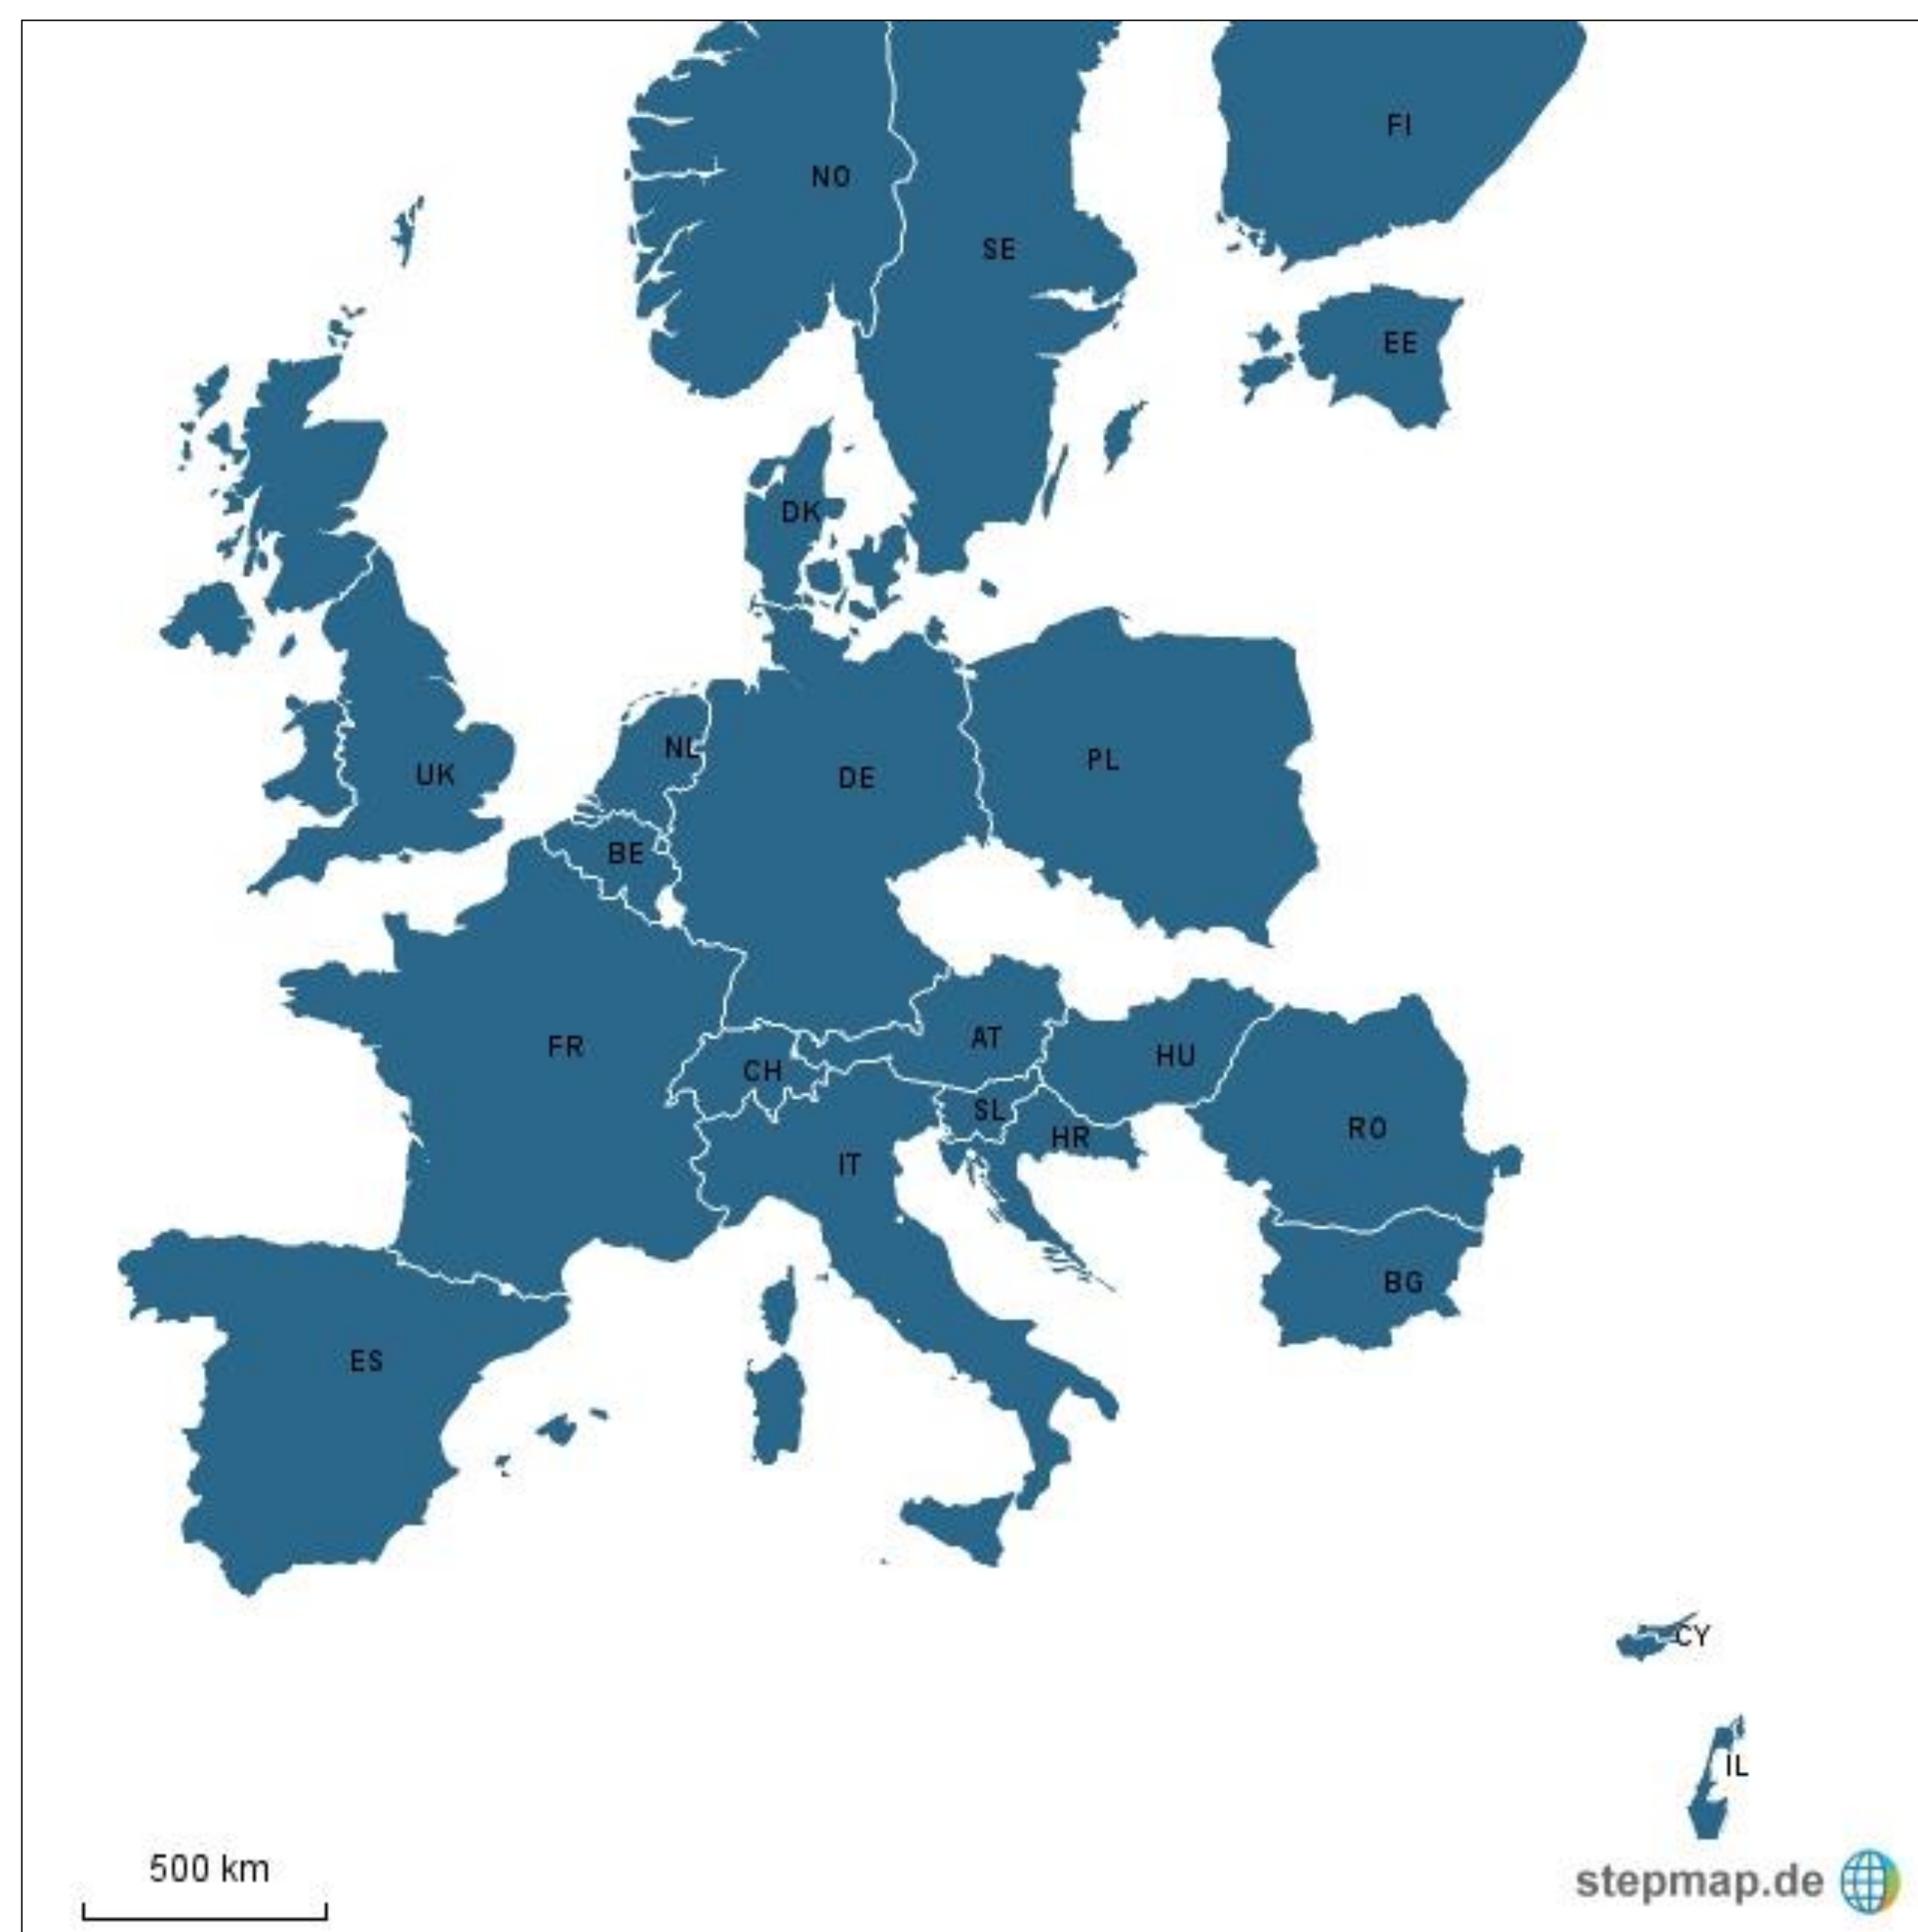 FI
NO
SE
EE
DK
NL
PL
UK
DE
BE
AT
FR
HU
CH
SL
RO
HR
IT
BG
ES
CY
IL
500 km
stepmap.de